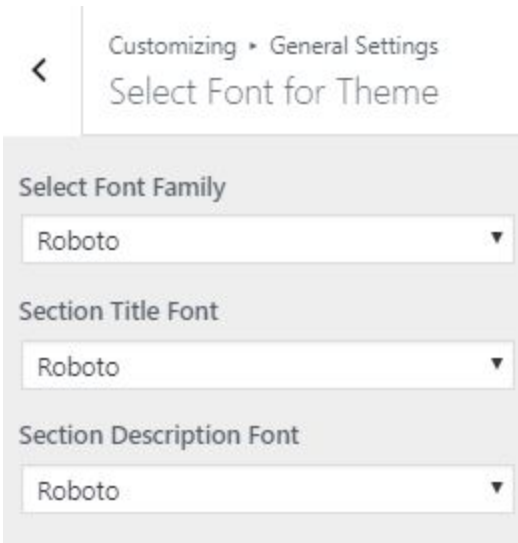 Customizing ▸ General Settings
Select Font for Theme
Select Font Family
Roboto
Section Title Font
Roboto
Section Description Font
Roboto